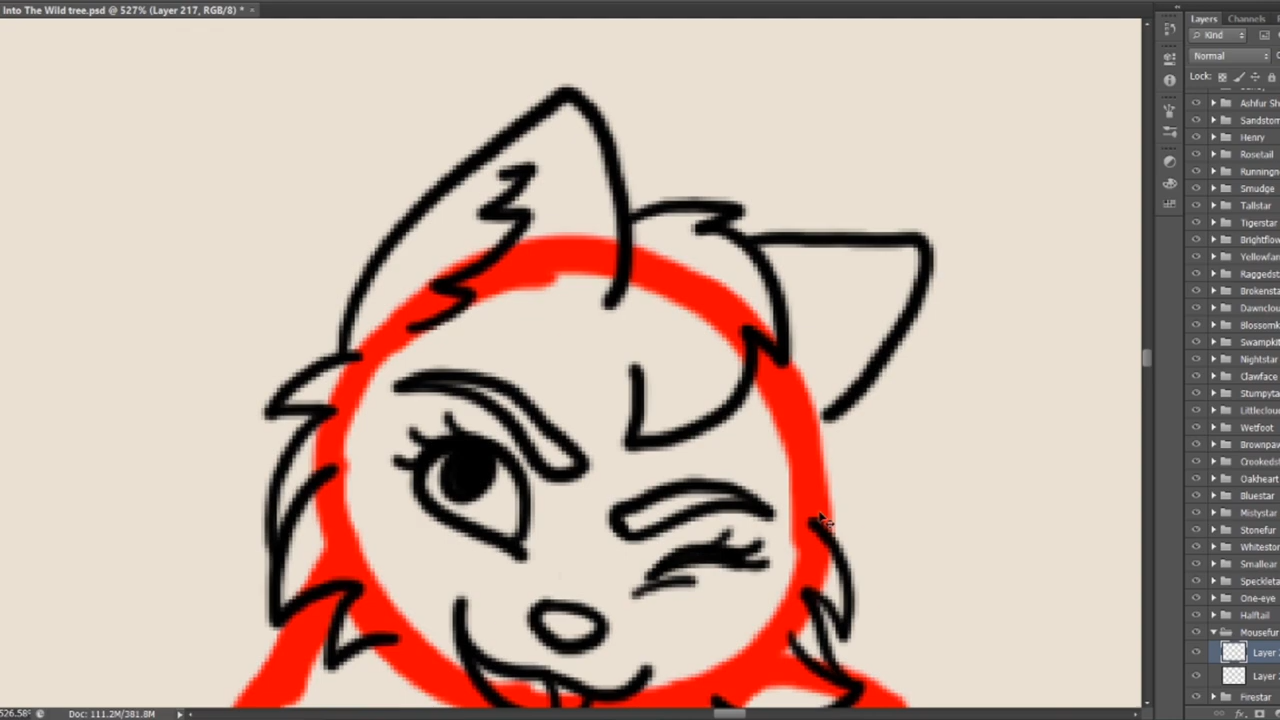 Into The Wild tree.psd @ 527% (Layer 217, RGB/8) *
Layers Channels
Kind
Normal
Lock:
Ashfur Sh
Sandstorm
Henry
Rosetail
Runningn
Smudge
Tallstar
Tigerstar
Brightflow
Yellowfan
Raggedst
Brokensta
Dawnclou
Blossomk
Swampkit
Nightstar
Clawface
Stumpyta
Littleclou
Wetfoot
Brownpaw
Crookedst
Oakheart
Bluestar
Mistystar
Stonefur
Whitestor
Smallear
Speckleta
One-eye
Halftail
Mousefur
Layer
Layer
Firestar
526.58% Doc: 111.2M/381.8M